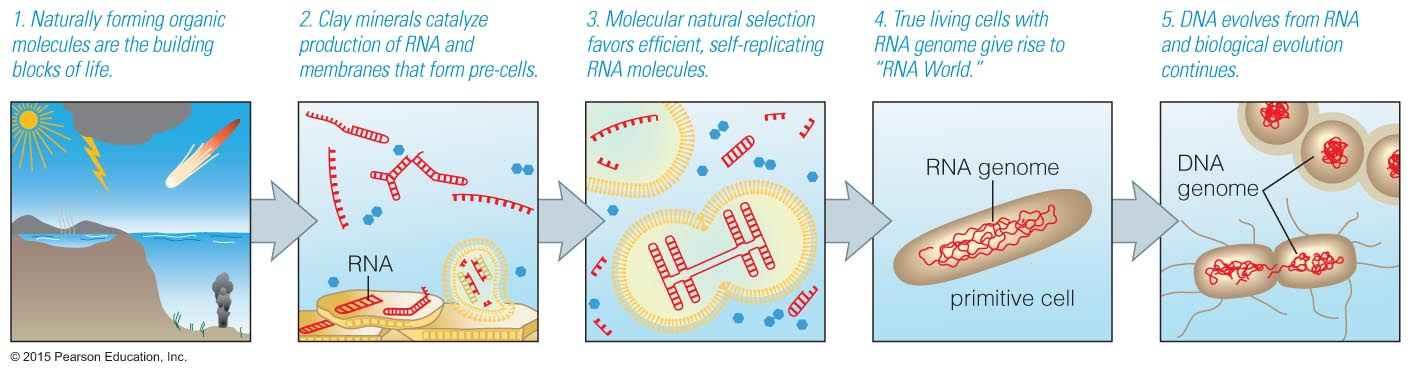 1. Naturally forming organic
molecules are the building
blocks of life.
2. Clay minerals catalyze
production of RNA and
membranes that form pre-cells.
3. Molecular natural selection
favors efficient, self-replicating
RNA molecules.
4. True living cells with
RNA genome give rise to
“RNA World.”
5. DNA evolves from RNA
and biological evolution
continues.
RNA
RNA genome
primitive cell
DNA
genome
© 2015 Pearson Education, Inc.